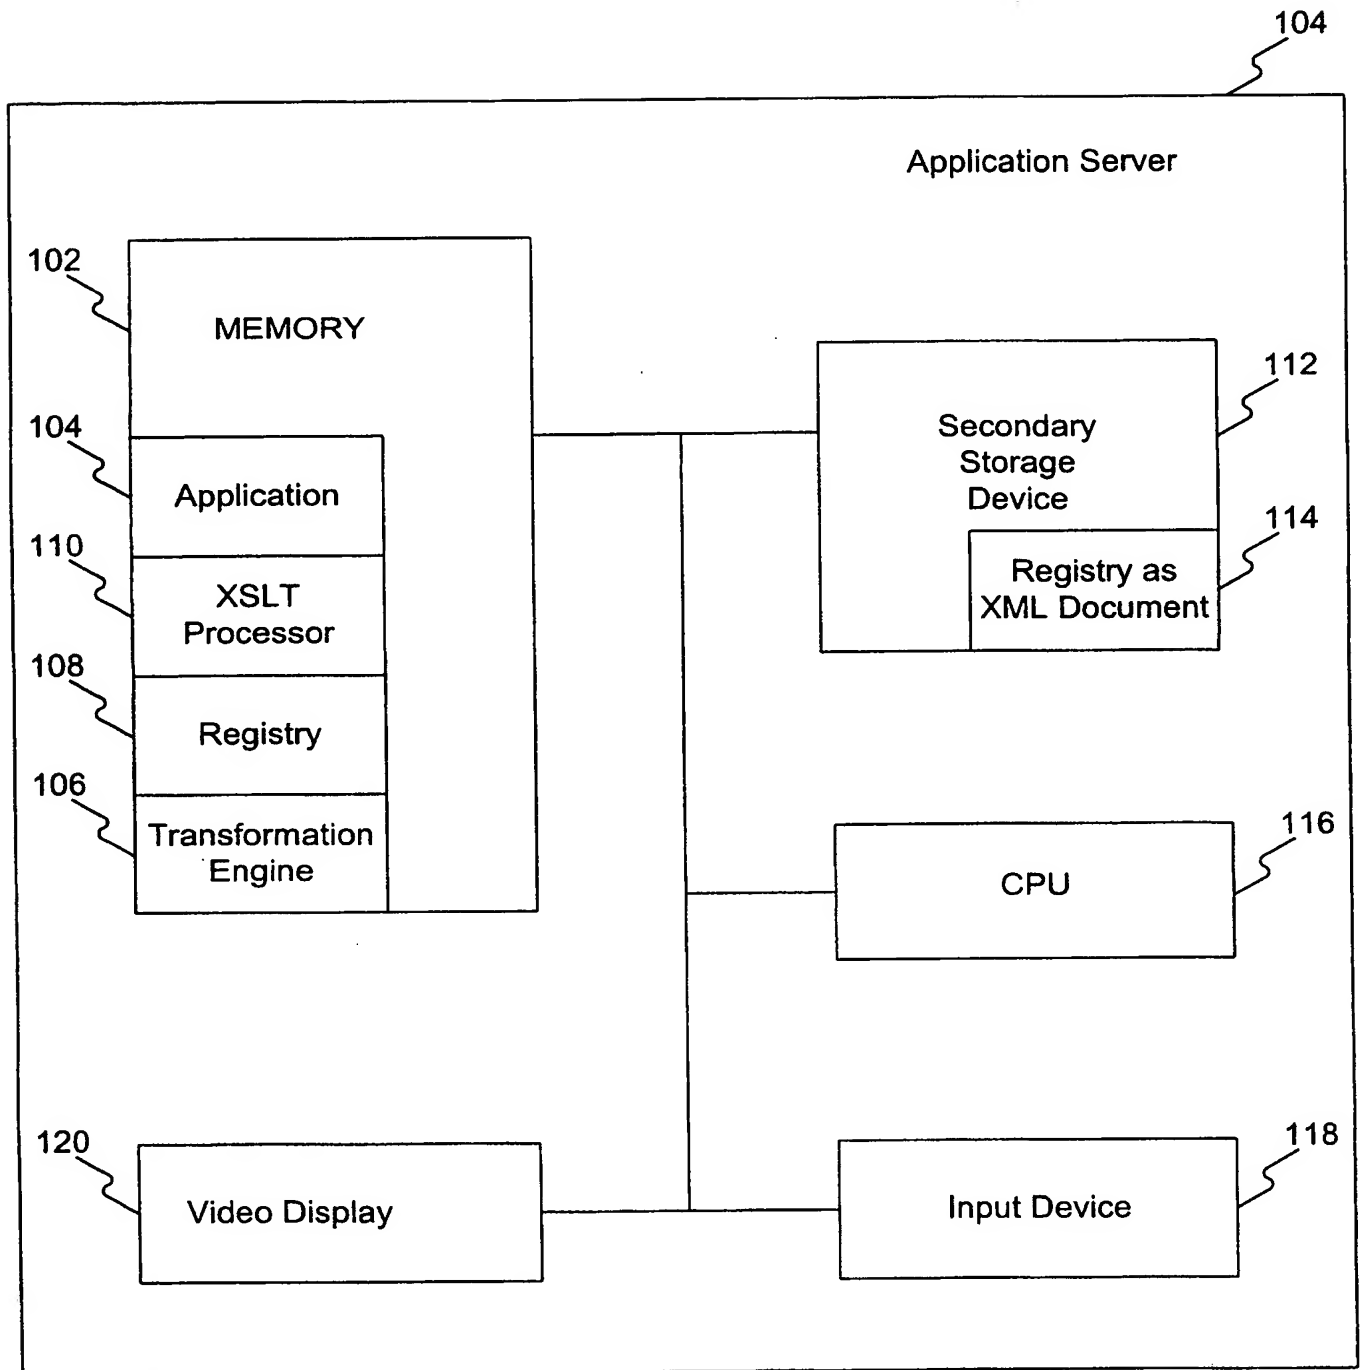 104
Application Server
102
MEMORY
112
Secondary
Storage
Device
104
Application
114
Registry as
XML Document
110
XSLT
Processor
108
Registry
106
Transformation
Engine
116
CPU
120
Video Display
118
Input Device